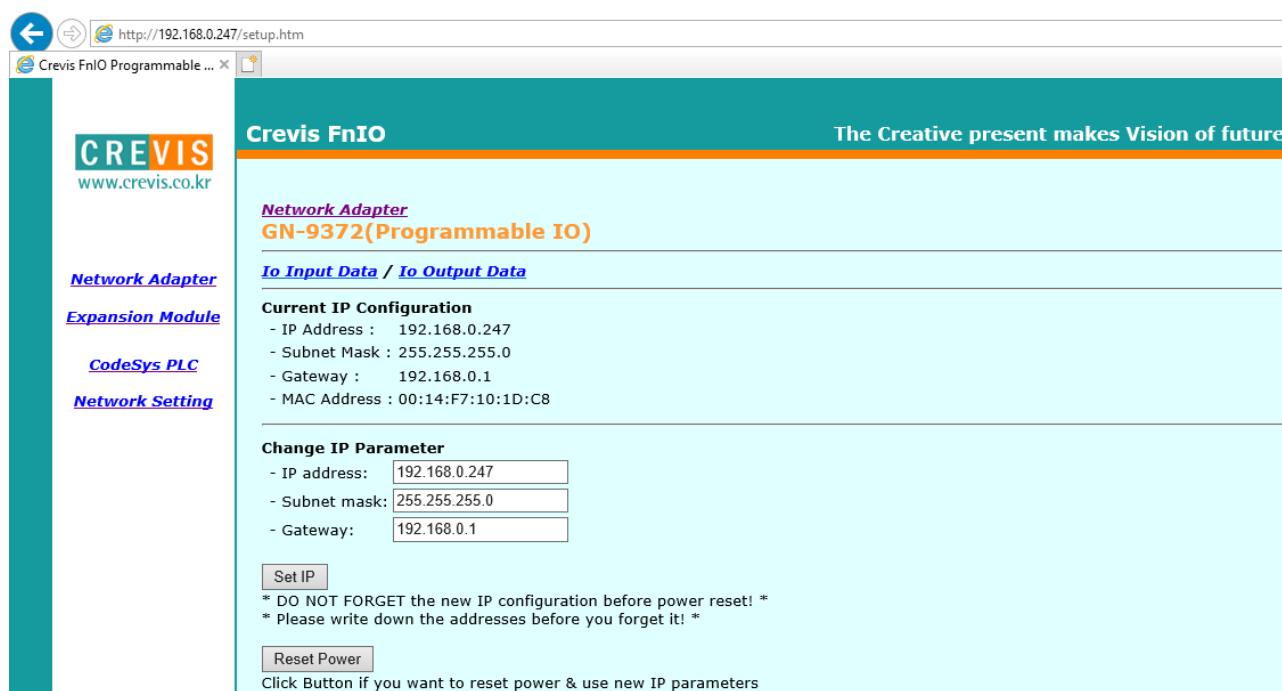 http://192.168.0.247/setup.htm
Crevis FnIO Programmable ...
CREVIS
www.crevis.co.kr
Network Adapter
Expansion Module
CodeSys PLC
Network Setting
Crevis FnIO
The Creative present makes Vision of future
Network Adapter
GN-9372(Programmable IO)
Io Input Data / Io Output Data
Current IP Configuration
- IP Address : 192.168.0.247
- Subnet Mask : 255.255.255.0
- Gateway : 192.168.0.1
- MAC Address : 00:14:F7:10:1D:C8
Change IP Parameter
- IP address: 192.168.0.247
- Subnet mask: 255.255.255.0
- Gateway: 192.168.0.1
Set IP
* DO NOT FORGET the new IP configuration before power reset! *
* Please write down the addresses before you forget it! *
Reset Power
Click Button if you want to reset power & use new IP parameters